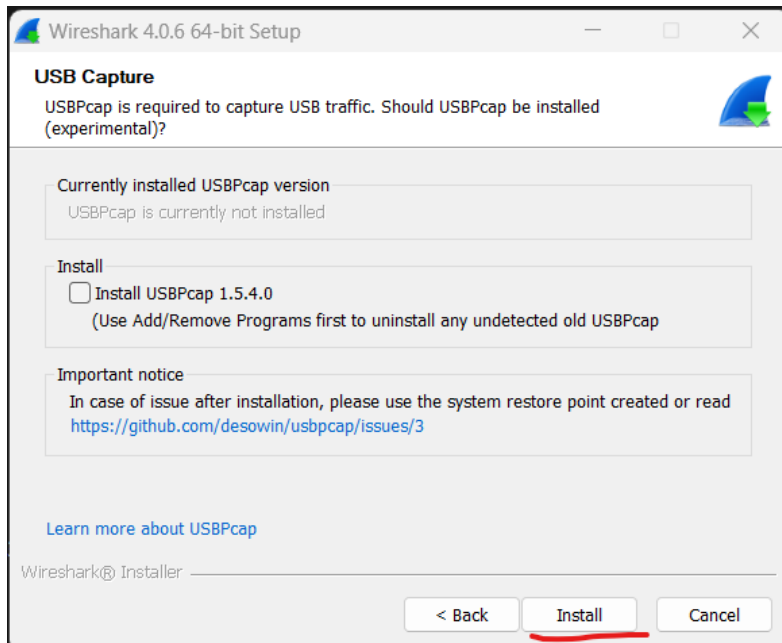 Wireshark 4.0.6 64-bit Setup
USB Capture
USBPcap is required to capture USB traffic. Should USBPcap be installed
(experimental)?
Currently installed USBPcap version
USBPcap is currently not installed
Install
Install USBPcap 1.5.4.0
(Use Add/Remove Programs first to uninstall any undetected old USBPcap
Important notice
In case of issue after installation, please use the system restore point created or read
https://github.com/desowin/usbpcap/issues/3
Learn more about USBPcap
Wireshark® Installer
< Back Install Cancel